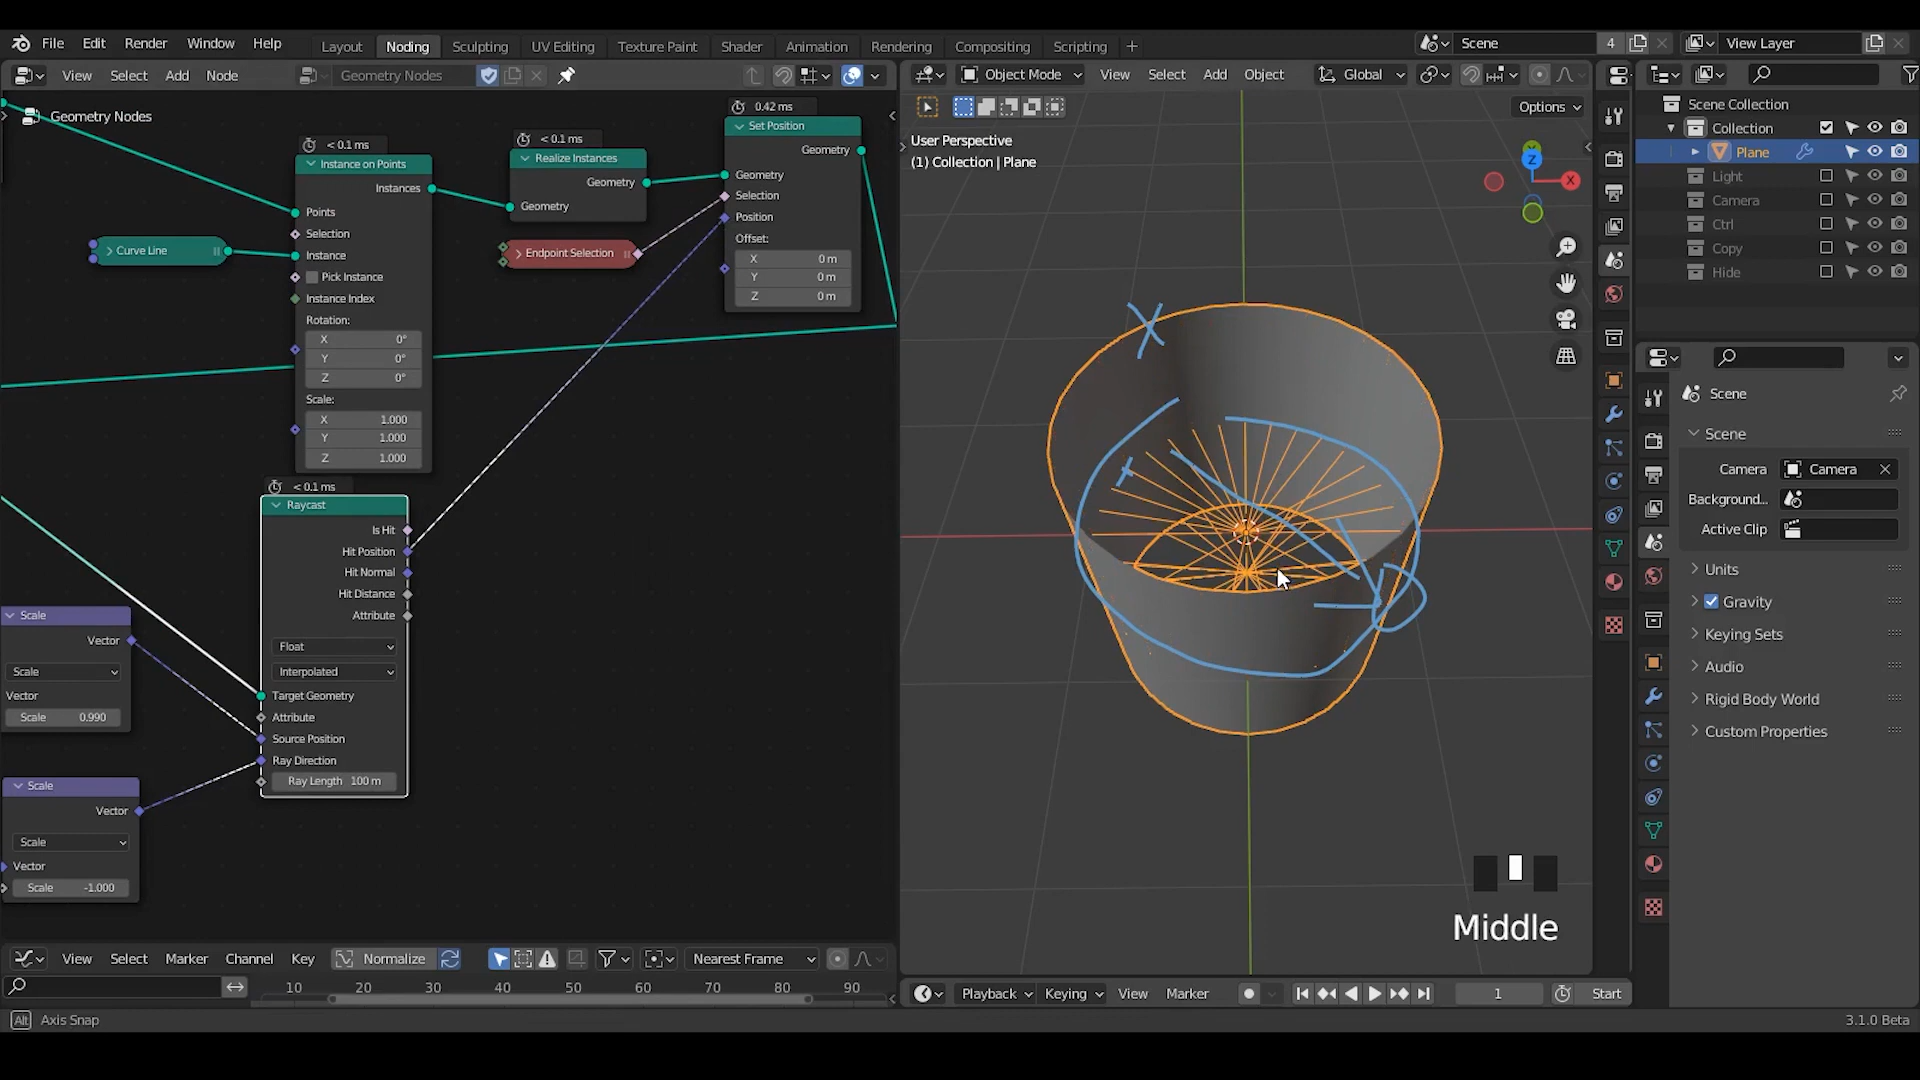 File Edit Render Window Help
Layout Noding Sculpting UV Editing Texture Paint Shader Animation Rendering Compositing Scripting +
Scene 4 View Layer
View Select Add Node Geometry Nodes
Object Mode View Select Add Object Global
Options
Geometry Nodes
< 0.1 ms
Instance on Points
Instances
Points
Selection
Instance
Pick Instance
Instance Index
Rotation:
X 0°
Y 0°
Z 0°
Scale:
X 1.000
Y 1.000
Z 1.000
Curve Line
< 0.1 ms
Realize Instances
Geometry
Geometry
Endpoint Selection
0.42 ms
Set Position
Geometry
Geometry
Selection
Position
Offset:
X 0 m
Y 0 m
Z 0 m
< 0.1 ms
Raycast
Is Hit
Hit Position
Hit Normal
Hit Distance
Attribute
Float
Interpolated
Target Geometry
Attribute
Source Position
Ray Direction
Ray Length 100 m
Scale
Vector
Scale
Vector
Scale 0.990
Scale
Vector
Scale
Vector
Scale -1.000
User Perspective
(1) Collection | Plane
Z
X
Middle
Scene Collection
Collection
Plane
Light
Camera
Ctrl
Copy
Hide
Scene
Scene
Camera Camera
Background...
Active Clip
Units
Gravity
Keying Sets
Audio
Rigid Body World
Custom Properties
View Select Marker Channel Key Normalize Nearest Frame
10 20 30 40 50 60 70 80 90
Playback Keying View Marker 1 Start
Alt Axis Snap
3.1.0 Beta